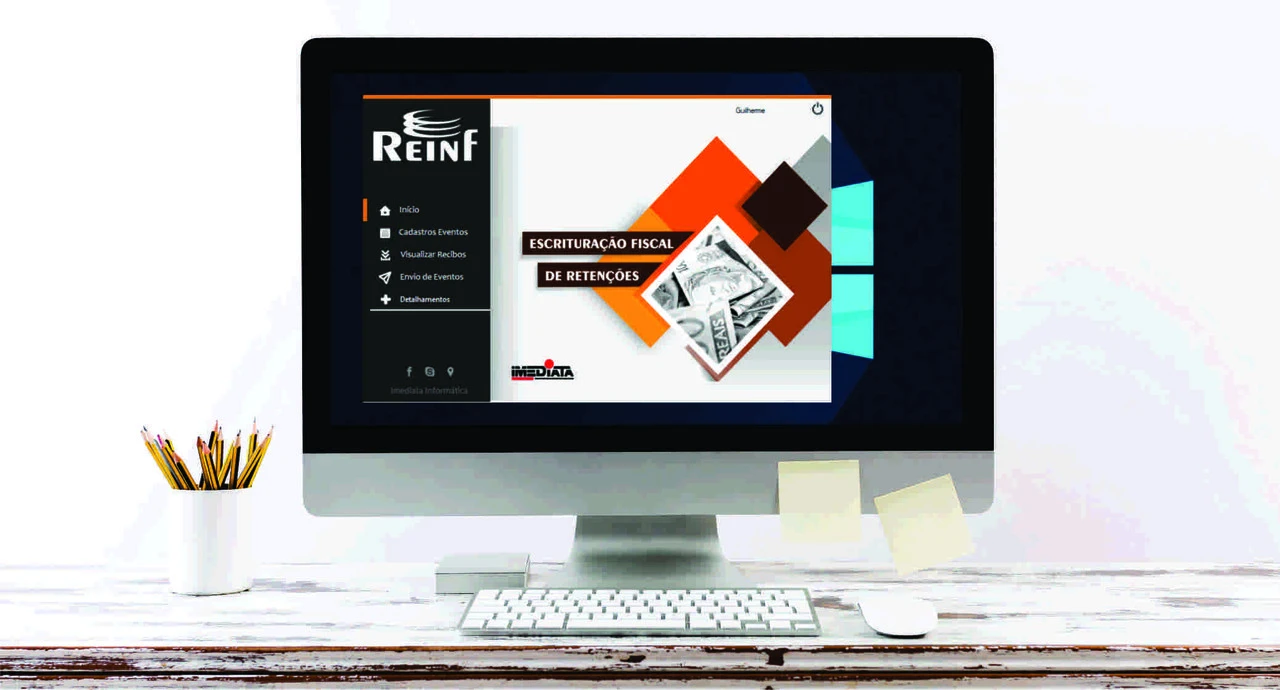 REINF
Guilherme
Início
Cadastros Eventos
Visualizar Recibos
Envio de Eventos
Detalhamentos
Imediata Informática
ESCRITURAÇÃO FISCAL
DE RETENÇÕES
REAIS
IMEDIATA